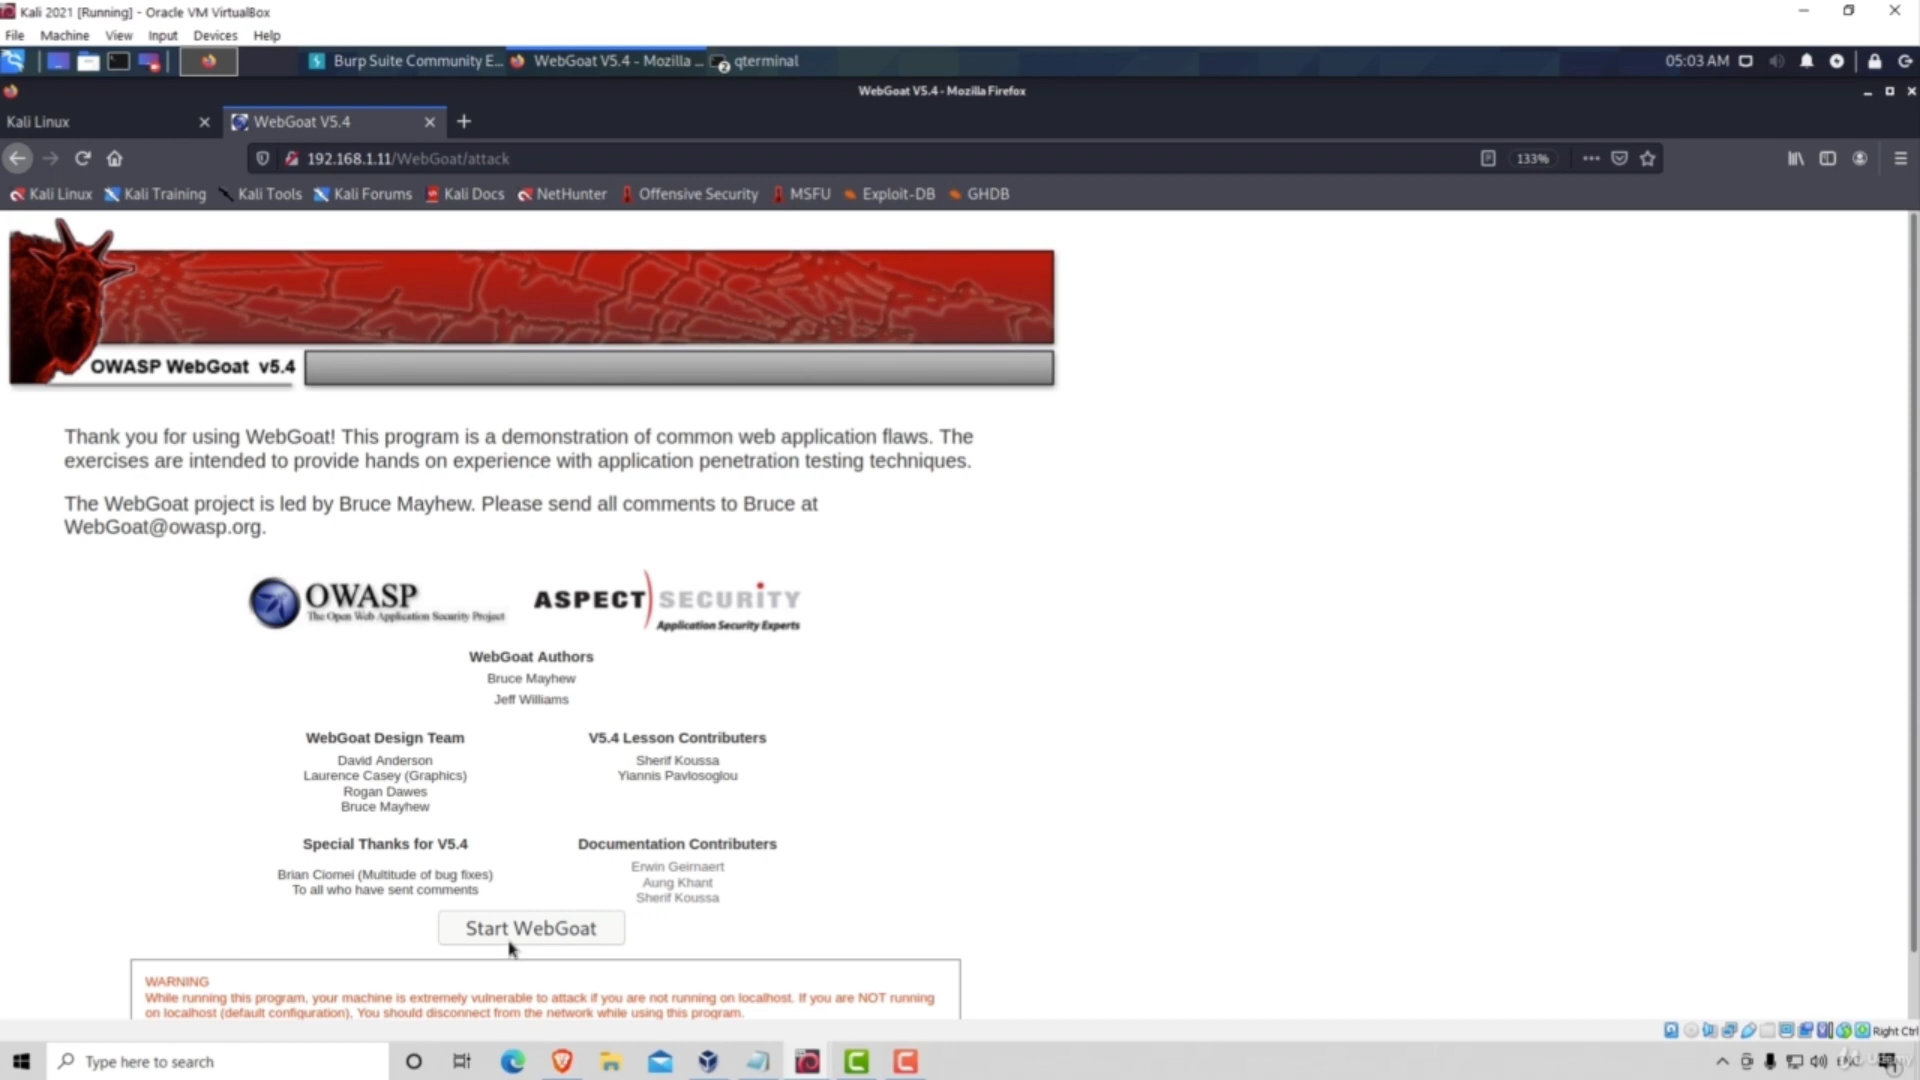 Kali 2021 [Running] - Oracle VM VirtualBox
File Machine View Input Devices Help
Burp Suite Community E... WebGoat V5.4 - Mozilla ... 2 qterminal 05:03 AM
WebGoat V5.4 - Mozilla Firefox
Kali Linux WebGoat V5.4
192.168.1.11/WebGoat/attack 133%
Kali Linux Kali Training Kali Tools Kali Forums Kali Docs NetHunter Offensive Security MSFU Exploit-DB GHDB
OWASP WebGoat v5.4
Thank you for using WebGoat! This program is a demonstration of common web application flaws. The
exercises are intended to provide hands on experience with application penetration testing techniques.
The WebGoat project is led by Bruce Mayhew. Please send all comments to Bruce at
WebGoat@owasp.org.
OWASP
The Open Web Application Security Project
ASPECT SECURITY
Application Security Experts
WebGoat Authors
Bruce Mayhew
Jeff Williams
WebGoat Design Team
David Anderson
Laurence Casey (Graphics)
Rogan Dawes
Bruce Mayhew
V5.4 Lesson Contributers
Sherif Koussa
Yiannis Pavlosoglou
Special Thanks for V5.4
Brian Ciomei (Multitude of bug fixes)
To all who have sent comments
Documentation Contributers
Erwin Geirnaert
Aung Khant
Sherif Koussa
Start WebGoat
WARNING
While running this program, your machine is extremely vulnerable to attack if you are not running on localhost. If you are NOT running
on localhost (default configuration), You should disconnect from the network while using this program.
Right Ctrl
Type here to search